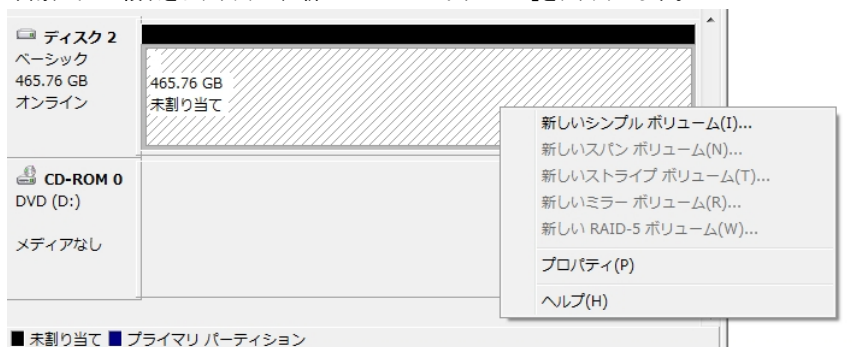 ディスク 2
ベーシック
465.76 GB
オンライン
465.76 GB
未割り当て
新しいシンプル ボリューム(I)...
新しいスパン ボリューム(N)...
新しいストライプ ボリューム(T)...
新しいミラー ボリューム(R)...
新しい RAID-5 ボリューム(W)...
プロパティ(P)
ヘルプ(H)
CD-ROM 0
DVD (D:)
メディアなし
未割り当て プライマリ パーティション